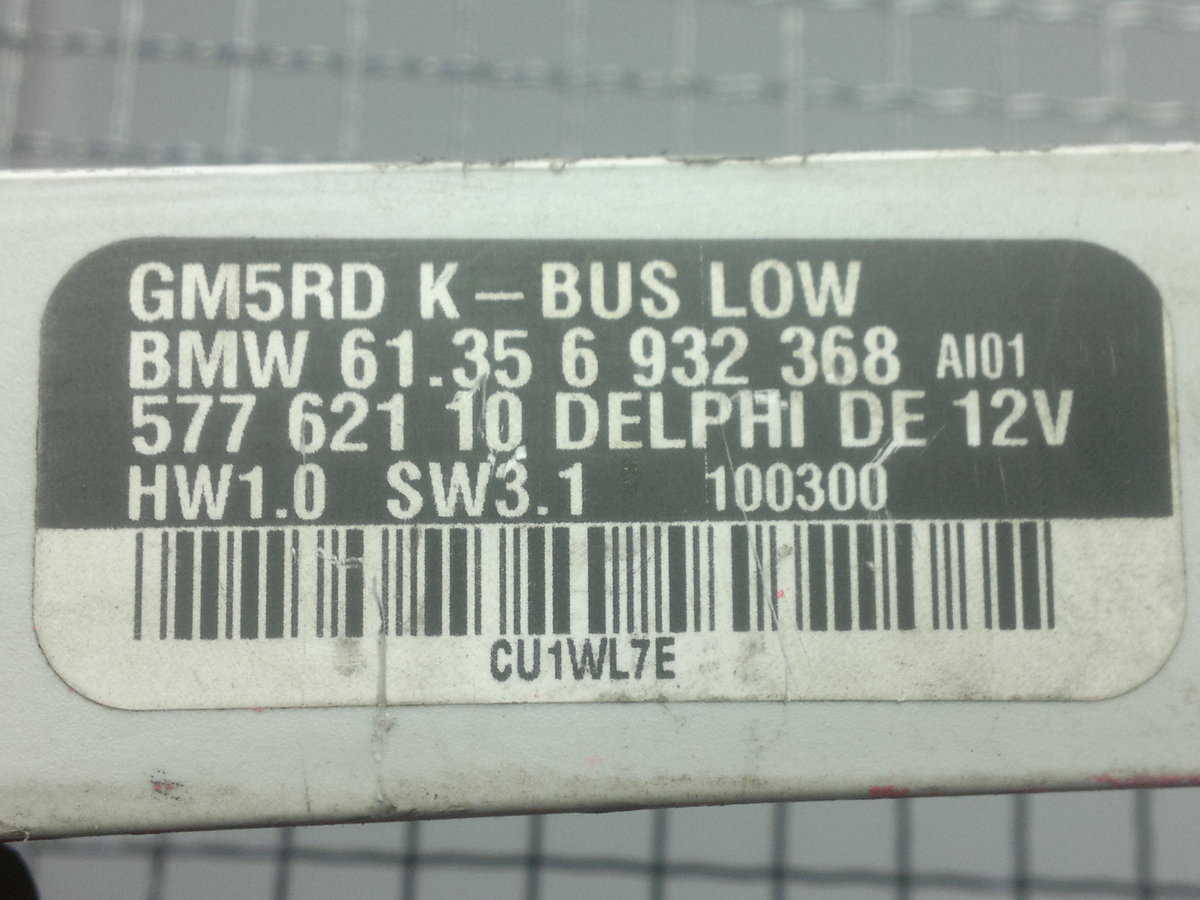 GM5RD K-BUS LOW
BMW 61.35 6 932 368 AI01
577 621 10 DELPHI DE 12V
HW1.0 SW3.1 100300
CU1WL7E